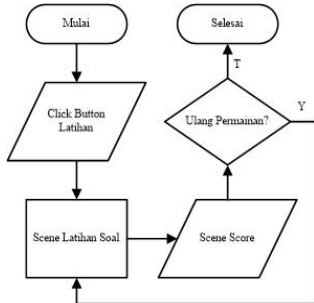 Mulai
Selesai
T
Click Button
Latihan
Ulang Permainan?
Y
Scene Latihan Soal
Scene Score